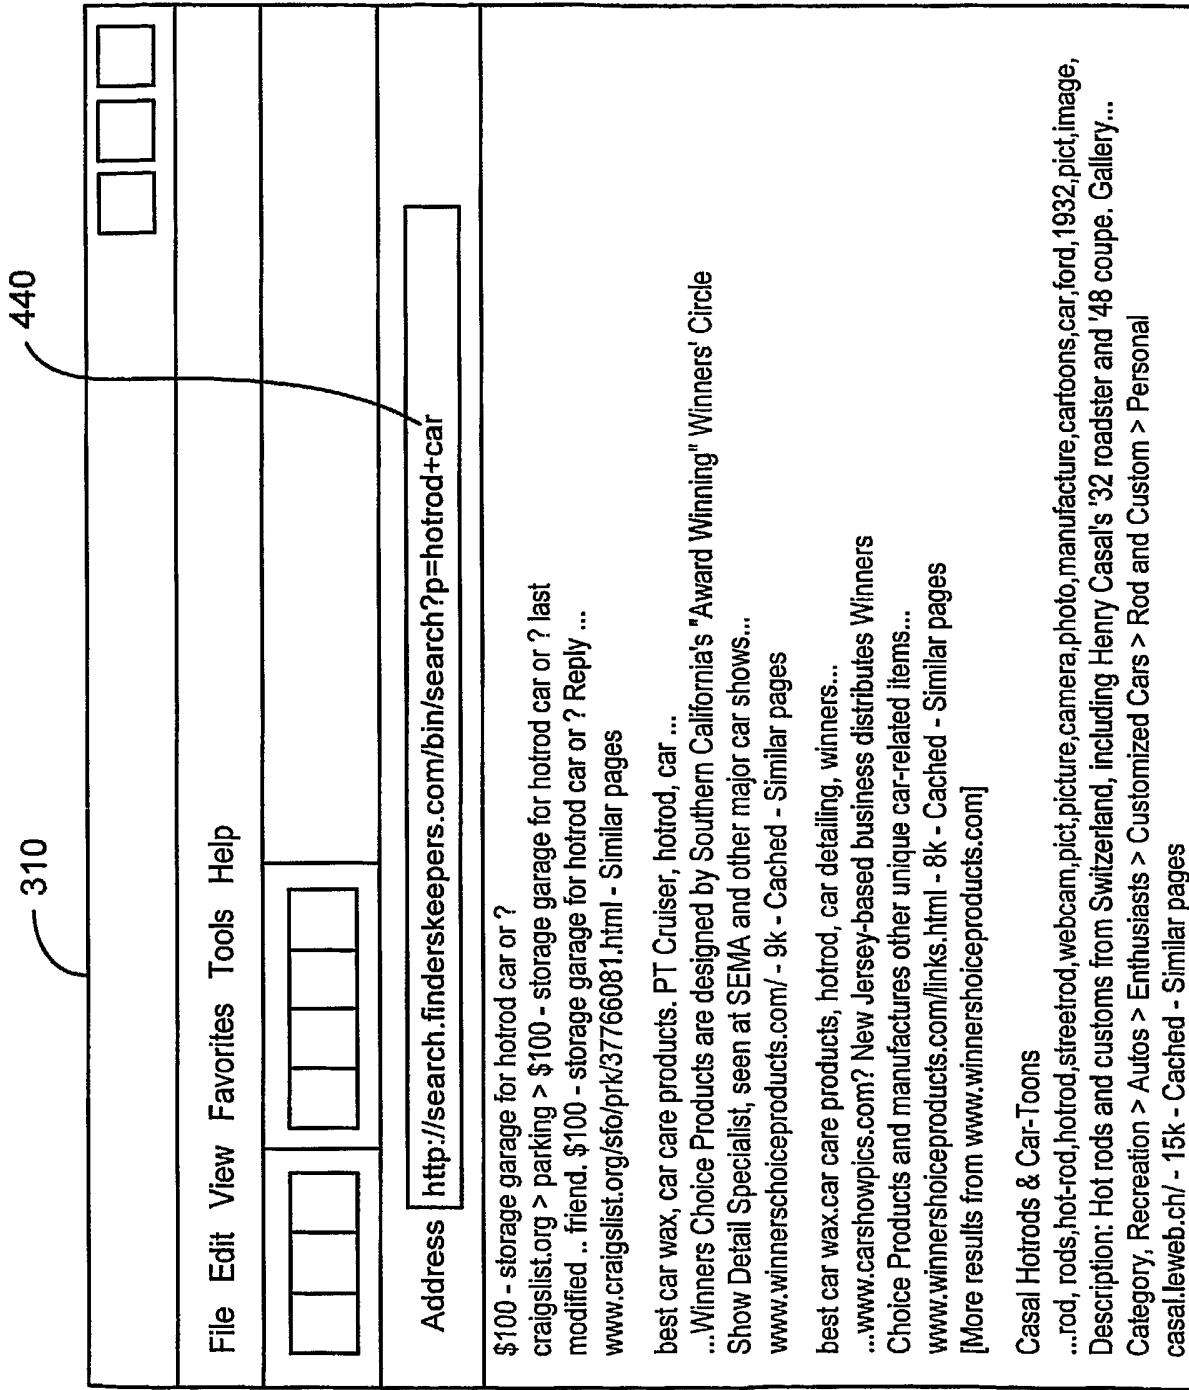 310
440
File Edit View Favorites Tools Help
Address http://search.finderskeepers.com/bin/search?p=hotrod+car
$100 - storage garage for hotrod car or ?
craigslist.org > parking > $100 - storage garage for hotrod car or ? last
modified .. friend. $100 - storage garage for hotrod car or ? Reply ...
www.craigslist.org/sfo/prk/37766081.html - Similar pages
best car wax, car care products. PT Cruiser, hotrod, car ...
...Winners Choice Products are designed by Southern California's "Award Winning" Winners' Circle
Show Detail Specialist, seen at SEMA and other major car shows...
www.winnerschoiceproducts.com/ - 9k - Cached - Similar pages
best car wax.car care products, hotrod, car detailing, winners...
...www.carshowpics.com? New Jersey-based business distributes Winners
Choice Products and manufactures other unique car-related items...
www.winnershoiceproducts.com/links.html - 8k - Cached - Similar pages
[More results from www.winnershoiceproducts.com]
Casal Hotrods & Car-Toons
...rod, rods,hot-rod,hotrod,streetrod,webcam,pict,picture,camera,photo,manufacture,cartoons,car,ford,1932,pict,image,
Description: Hot rods and customs from Switzerland, including Henry Casal's '32 roadster and '48 coupe. Gallery...
Category, Recreation > Autos > Enthusiasts > Customized Cars > Rod and Custom > Personal
casal.leweb.ch/ - 15k - Cached - Similar pages